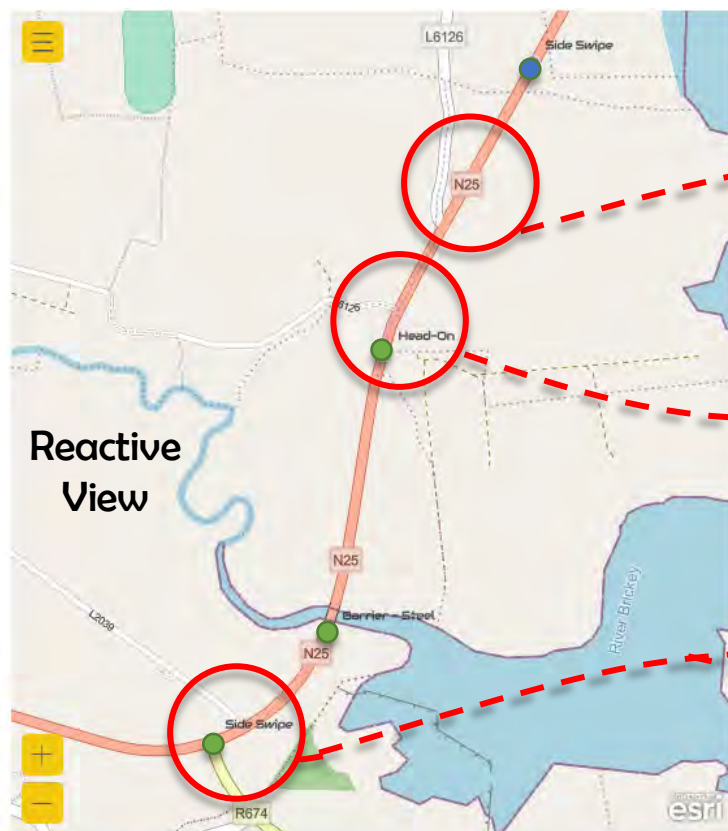 L6126
Side Swipe
N25
8126
Head-On
Reactive
View
N25
River Brickey
L2039
Barrier - Steel
N25
Side Swipe
R674
esri